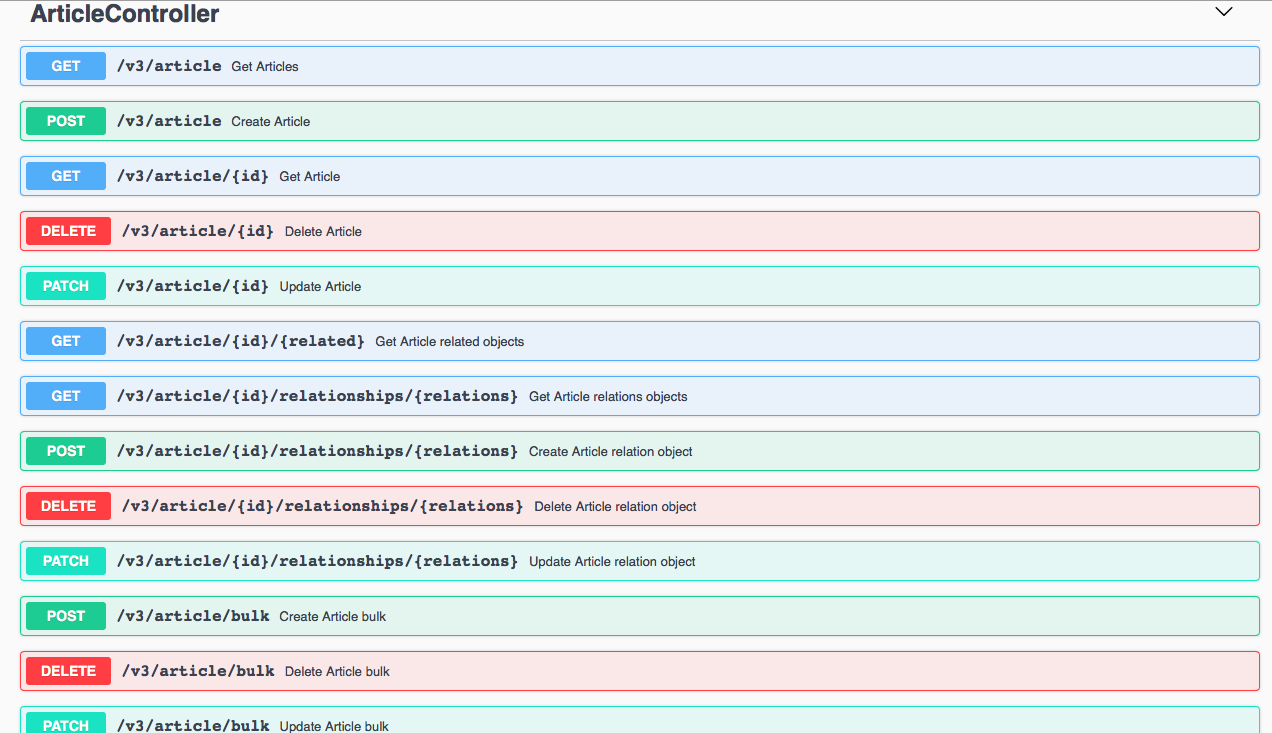 ArticleController
GET /v3/article Get Articles
POST /v3/article Create Article
GET /v3/article/{id} Get Article
DELETE /v3/article/{id} Delete Article
PATCH /v3/article/{id} Update Article
GET /v3/article/{id}/{related} Get Article related objects
GET /v3/article/{id}/relationships/{relations} Get Article relations objects
POST /v3/article/{id}/relationships/{relations} Create Article relation object
DELETE /v3/article/{id}/relationships/{relations} Delete Article relation object
PATCH /v3/article/{id}/relationships/{relations} Update Article relation object
POST /v3/article/bulk Create Article bulk
DELETE /v3/article/bulk Delete Article bulk
PATCH /v3/article/bulk Update Article bulk